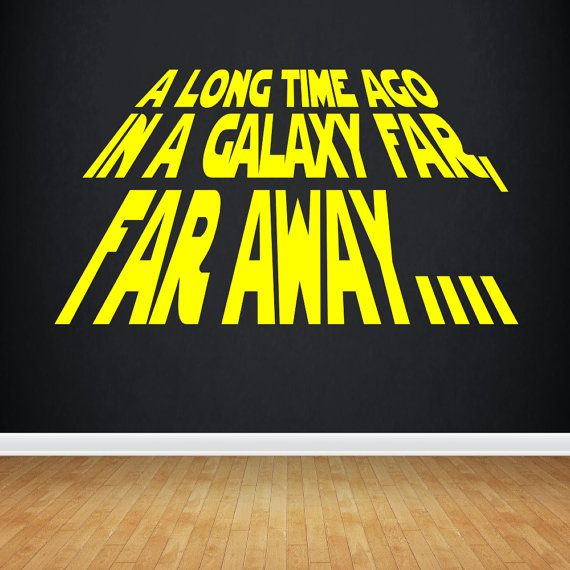 A LONG TIME AGO
IN A GALAXY FAR,
FAR AWAY....